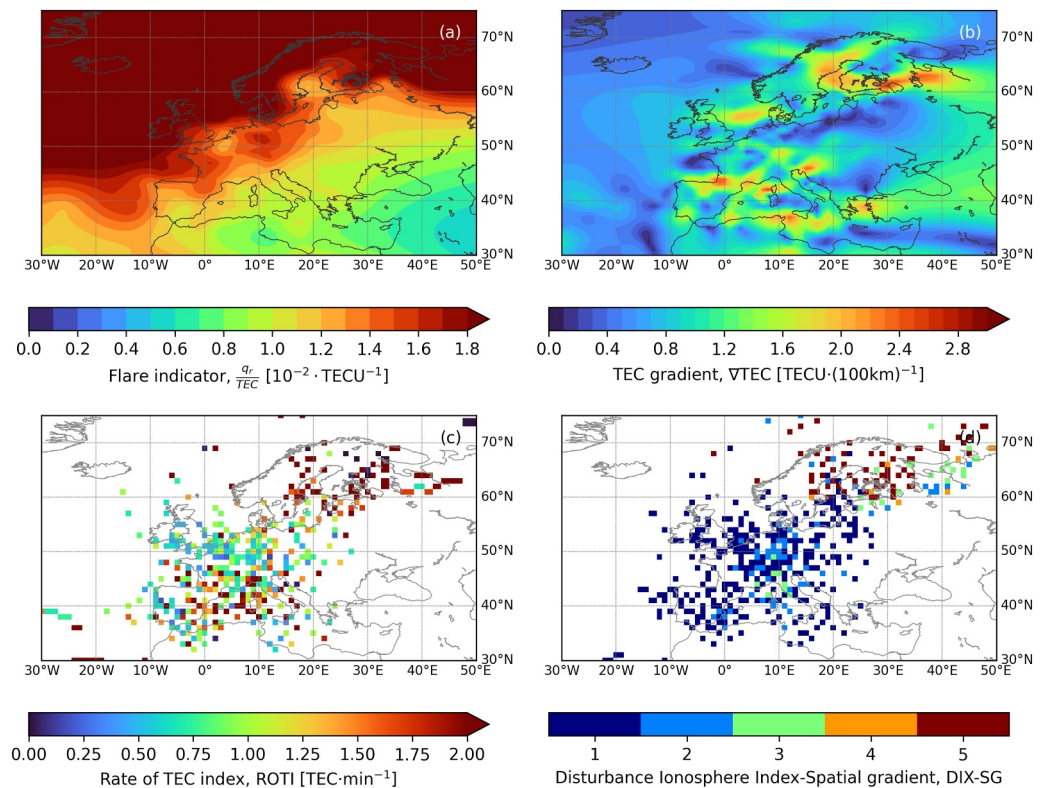 (a)
75°N
70°N
60°N
50°N
40°N
30°N
30°W 20°W 10°W 0° 10°E 20°E 30°E 40°E 50°E
0.0 0.2 0.4 0.6 0.8 1.0 1.2 1.4 1.6 1.8
Flare indicator, q_r/TEC [10⁻² · TECU⁻¹]
(b)
70°N
60°N
50°N
40°N
30°N
30°W 20°W 10°W 0° 10°E 20°E 30°E 40°E 50°E
0.0 0.4 0.8 1.2 1.6 2.0 2.4 2.8
TEC gradient, ∇TEC [TECU·(100km)⁻¹]
(c)
70°N
60°N
50°N
40°N
30°N
30°W 20°W 10°W 0° 10°E 20°E 30°E 40°E 50°E
0.00 0.25 0.50 0.75 1.00 1.25 1.50 1.75 2.00
Rate of TEC index, ROTI [TEC·min⁻¹]
(d)
70°N
60°N
50°N
40°N
30°N
30°W 20°W 10°W 0° 10°E 20°E 30°E 40°E 50°E
1 2 3 4 5
Disturbance Ionosphere Index-Spatial gradient, DIX-SG